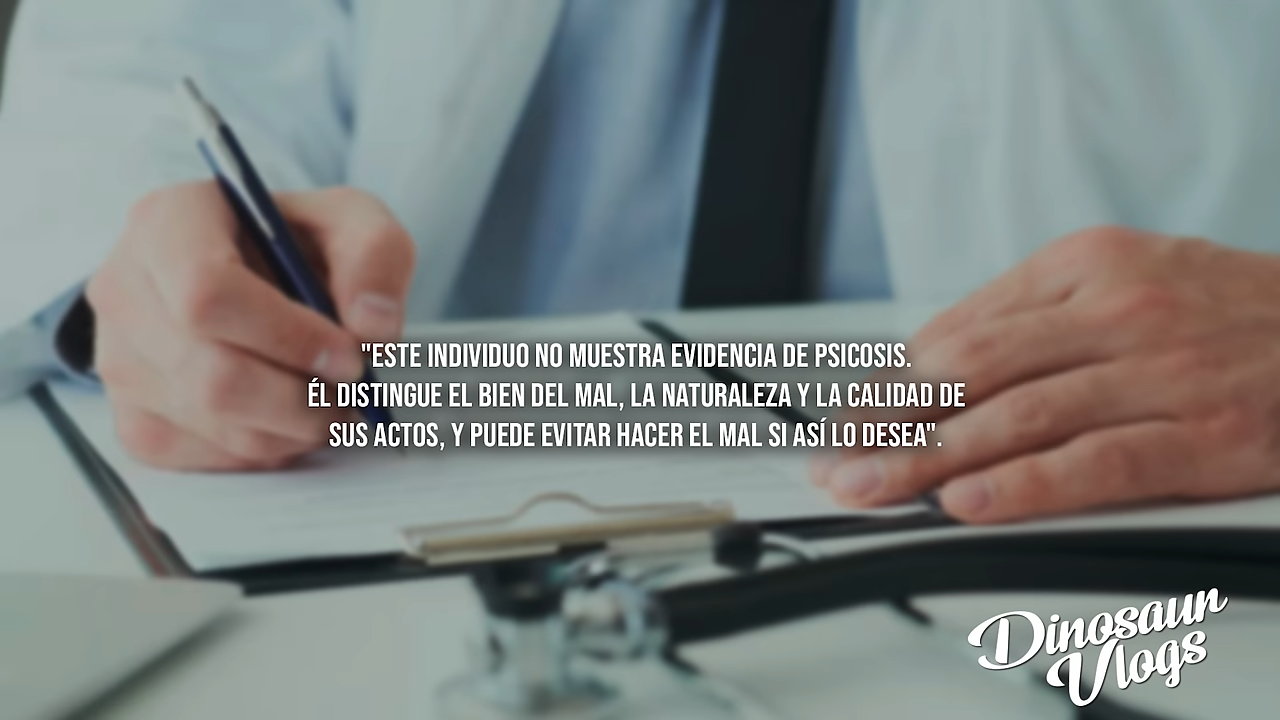 "ESTE INDIVIDUO NO MUESTRA EVIDENCIA DE PSICOSIS.
ÉL DISTINGUE EL BIEN DEL MAL, LA NATURALEZA Y LA CALIDAD DE
SUS ACTOS, Y PUEDE EVITAR HACER EL MAL SI ASÍ LO DESEA".
Dinosaur
Vlogs